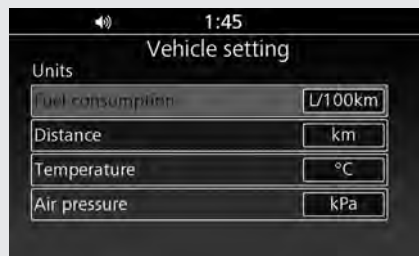 1:45
Vehicle setting
Units
Fuel consumption L/100km
Distance km
Temperature °C
Air pressure kPa